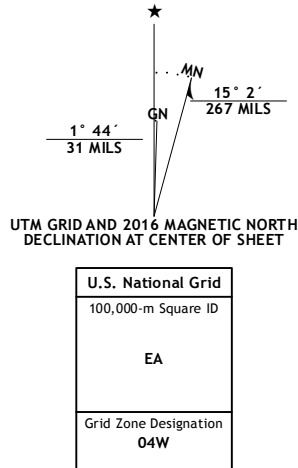 ★
MN
15° 2´
267 MILS
GN
1° 44´
31 MILS
UTM GRID AND 2016 MAGNETIC NORTH
DECLINATION AT CENTER OF SHEET
U.S. National Grid
100,000-m Square ID
EA
Grid Zone Designation
04W